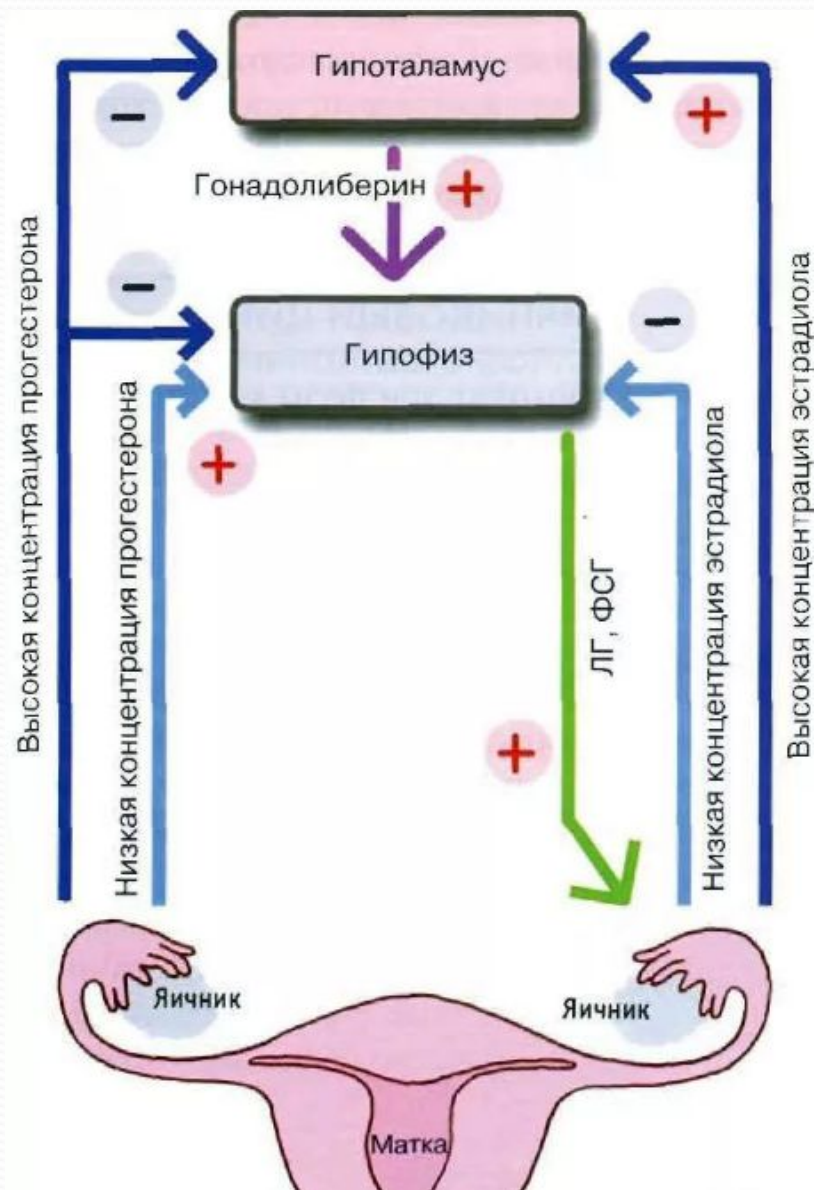 Гипоталамус
−
+
Гонадолиберин +
−
−
Гипофиз
+
Высокая концентрация прогестерона
Низкая концентрация прогестерона
ЛГ, ФСГ
+
Низкая концентрация эстрадиола
Высокая концентрация эстрадиола
Яичник
Яичник
Матка